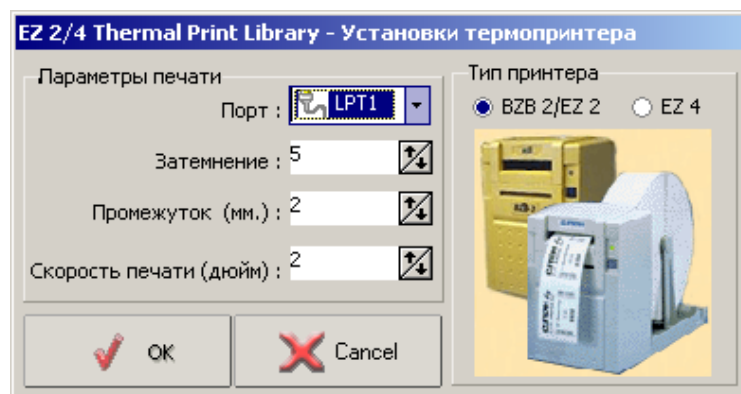 EZ 2/4 Thermal Print Library - Установки термопринтера
Параметры печати
Порт : LPT1
Затемнение : 5
Промежуток (мм.) : 2
Скорость печати (дюйм) : 2
OK
Cancel
Тип принтера
BZB 2/EZ 2
EZ 4